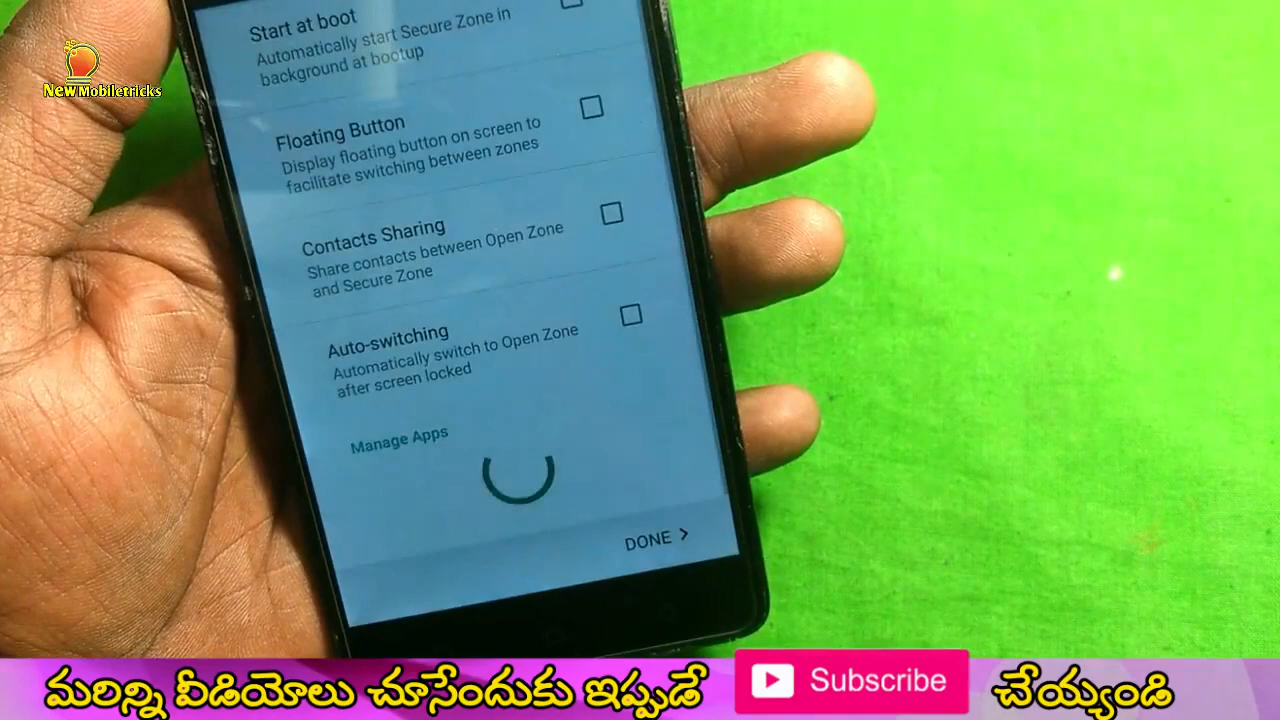 Start at boot
Automatically start Secure Zone in
background at bootup
New Mobiletricks
Floating Button
Display floating button on screen to
facilitate switching between zones
Contacts Sharing
Share contacts between Open Zone
and Secure Zone
Auto-switching
Automatically switch to Open Zone
after screen locked
Manage Apps
DONE >
మరిన్ని వీడియోలు చూసేందుకు ఇప్పుడే Subscribe చేయ్యండి